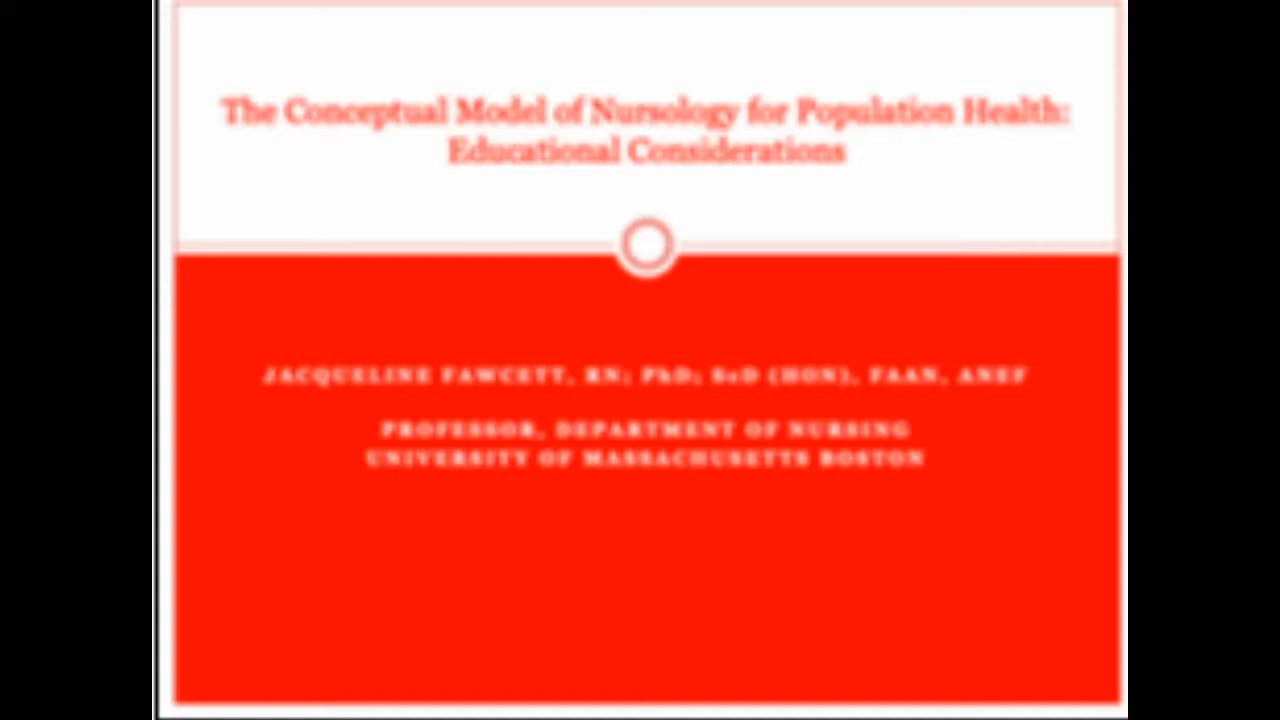 The Conceptual Model of Nursology for Population Health:
Educational Considerations
JACQUELINE FAWCETT, RN; PhD; ScD (HON), FAAN, ANEF
PROFESSOR, DEPARTMENT OF NURSING
UNIVERSITY OF MASSACHUSETTS BOSTON